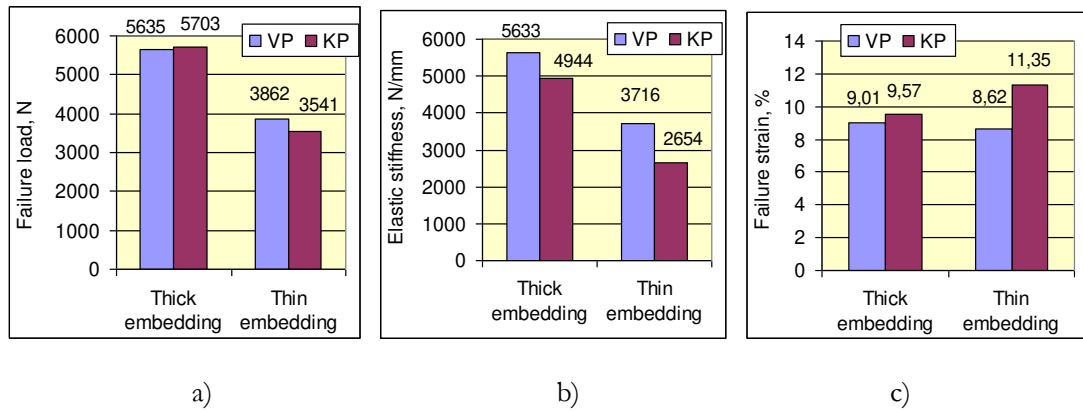 5635 5703
VP KP
6000
5000
4000
3000
2000
1000
0
3862
3541
Failure load, N
Thick
embedding
Thin
embedding
a)
5633
VP KP
6000
5000
4000
3000
2000
1000
0
4944
3716
2654
Elastic stiffness, N/mm
Thick
embedding
Thin
embedding
b)
VP KP
14
12
10
8
6
4
2
0
9,01 9,57
8,62
11,35
Failure strain, %
Thick
embedding
Thin
embedding
c)